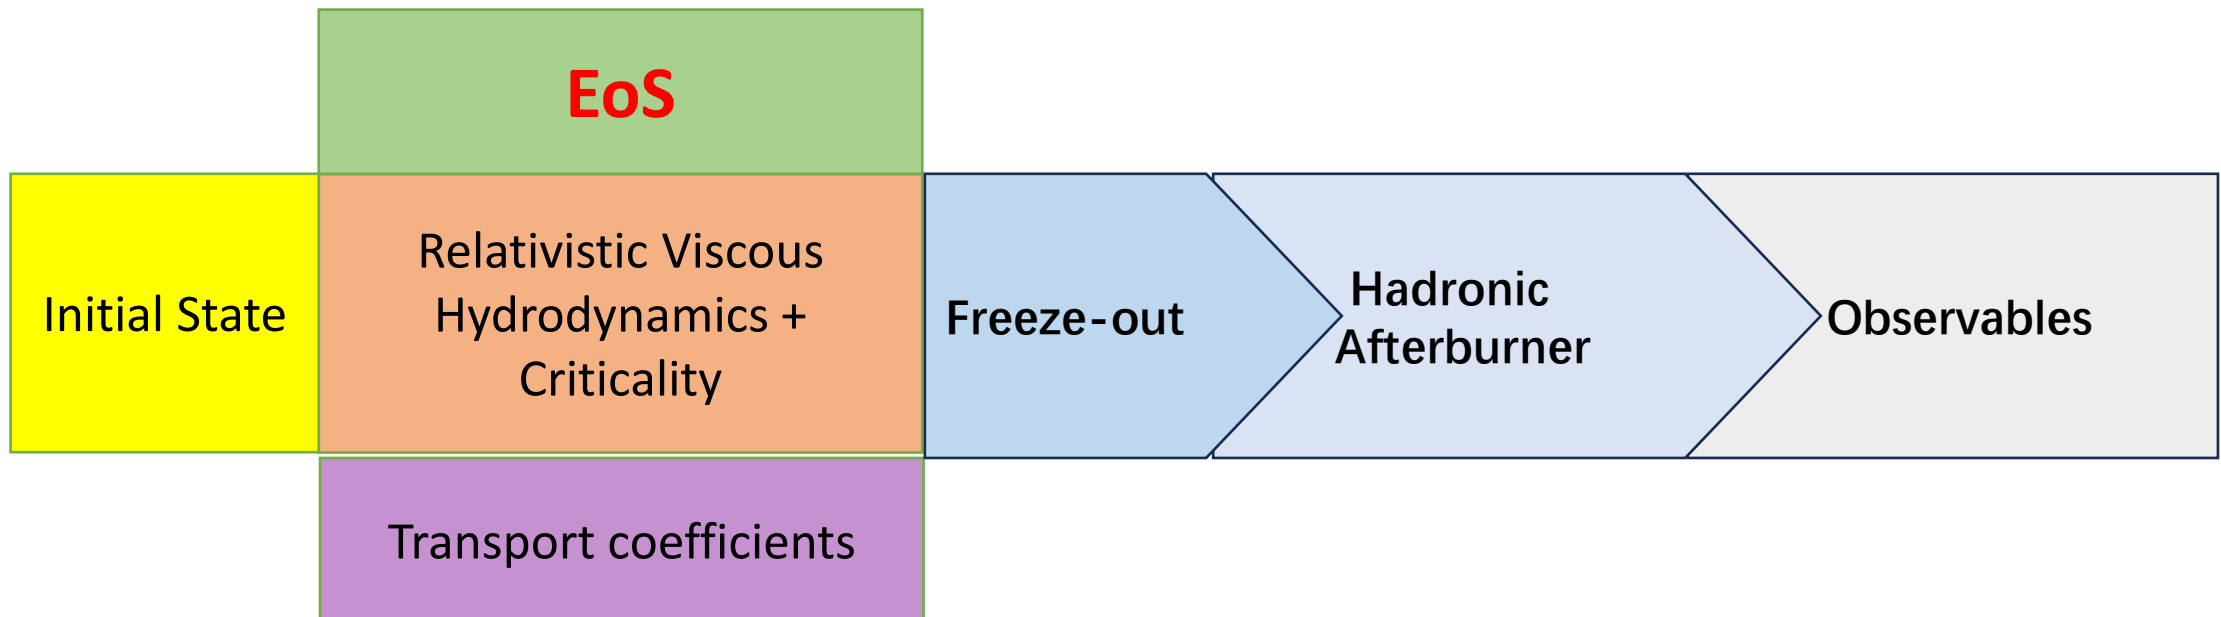 EoS
Initial State
Relativistic Viscous
Hydrodynamics +
Criticality
Freeze-out
Hadronic
Afterburner
Observables
Transport coefficients